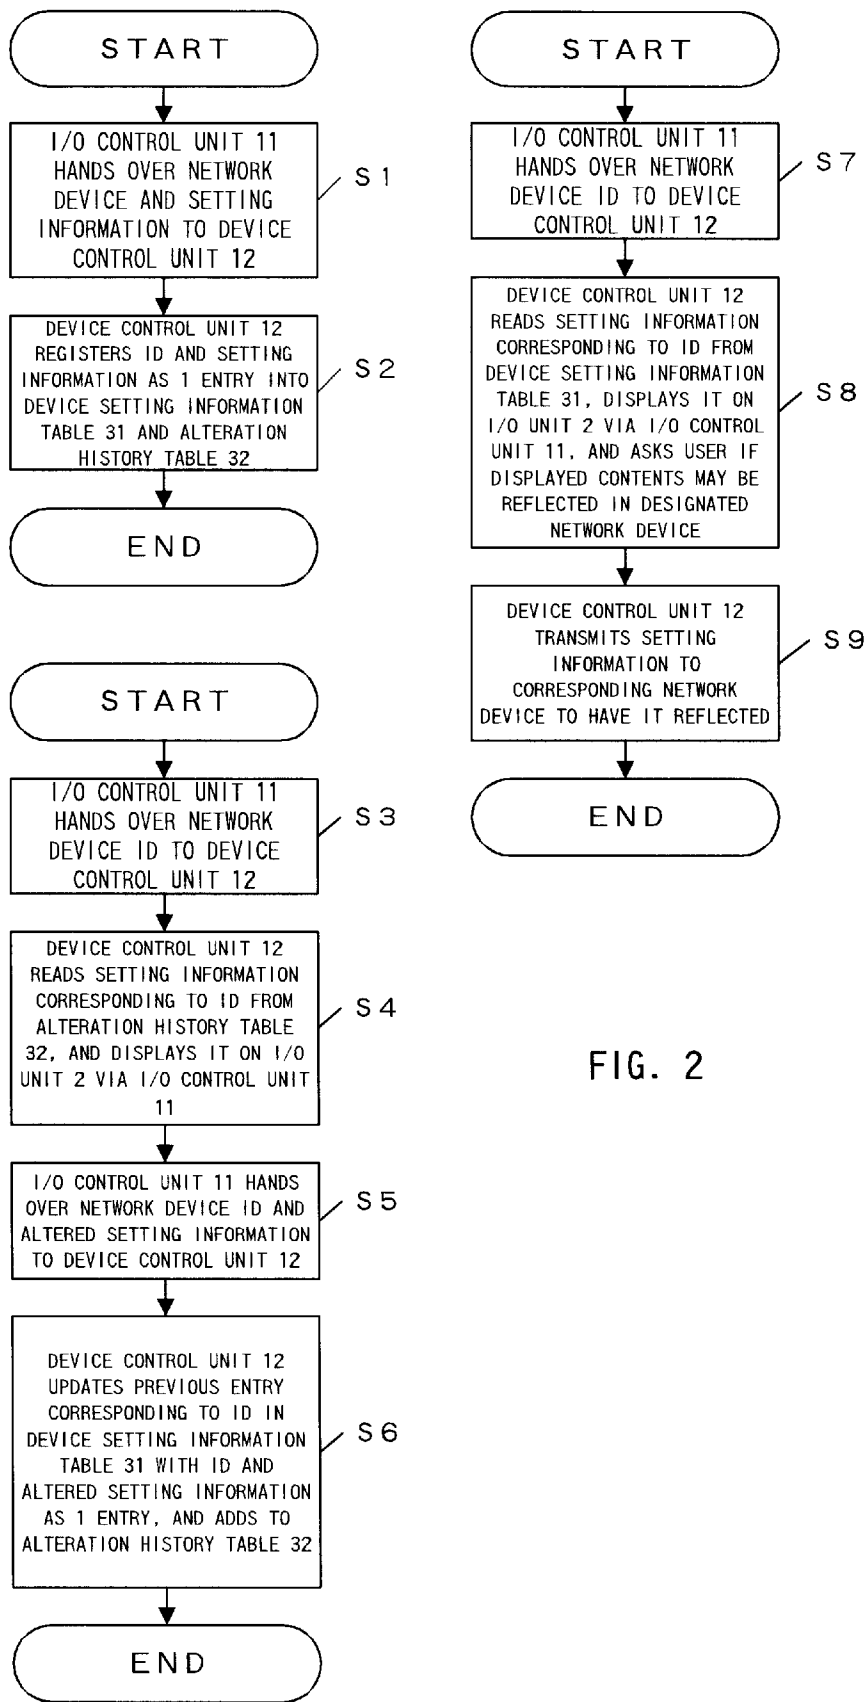 START
I/O CONTROL UNIT 11
HANDS OVER NETWORK
DEVICE AND SETTING
INFORMATION TO DEVICE
CONTROL UNIT 12
S1
DEVICE CONTROL UNIT 12
REGISTERS ID AND SETTING
INFORMATION AS 1 ENTRY INTO
DEVICE SETTING INFORMATION
TABLE 31 AND ALTERATION
HISTORY TABLE 32
S2
END
START
I/O CONTROL UNIT 11
HANDS OVER NETWORK
DEVICE ID TO DEVICE
CONTROL UNIT 12
S3
DEVICE CONTROL UNIT 12
READS SETTING INFORMATION
CORRESPONDING TO ID FROM
ALTERATION HISTORY TABLE
32, AND DISPLAYS IT ON I/O
UNIT 2 VIA I/O CONTROL UNIT
11
S4
I/O CONTROL UNIT 11 HANDS
OVER NETWORK DEVICE ID AND
ALTERED SETTING INFORMATION
TO DEVICE CONTROL UNIT 12
S5
DEVICE CONTROL UNIT 12
UPDATES PREVIOUS ENTRY
CORRESPONDING TO ID IN
DEVICE SETTING INFORMATION
TABLE 31 WITH ID AND
ALTERED SETTING INFORMATION
AS 1 ENTRY, AND ADDS TO
ALTERATION HISTORY TABLE 32
S6
END
START
I/O CONTROL UNIT 11
HANDS OVER NETWORK
DEVICE ID TO DEVICE
CONTROL UNIT 12
S7
DEVICE CONTROL UNIT 12
READS SETTING INFORMATION
CORRESPONDING TO ID FROM
DEVICE SETTING INFORMATION
TABLE 31, DISPLAYS IT ON
I/O UNIT 2 VIA I/O CONTROL
UNIT 11, AND ASKS USER IF
DISPLAYED CONTENTS MAY BE
REFLECTED IN DESIGNATED
NETWORK DEVICE
S8
DEVICE CONTROL UNIT 12
TRANSMITS SETTING
INFORMATION TO
CORRESPONDING NETWORK
DEVICE TO HAVE IT REFLECTED
S9
END
FIG. 2